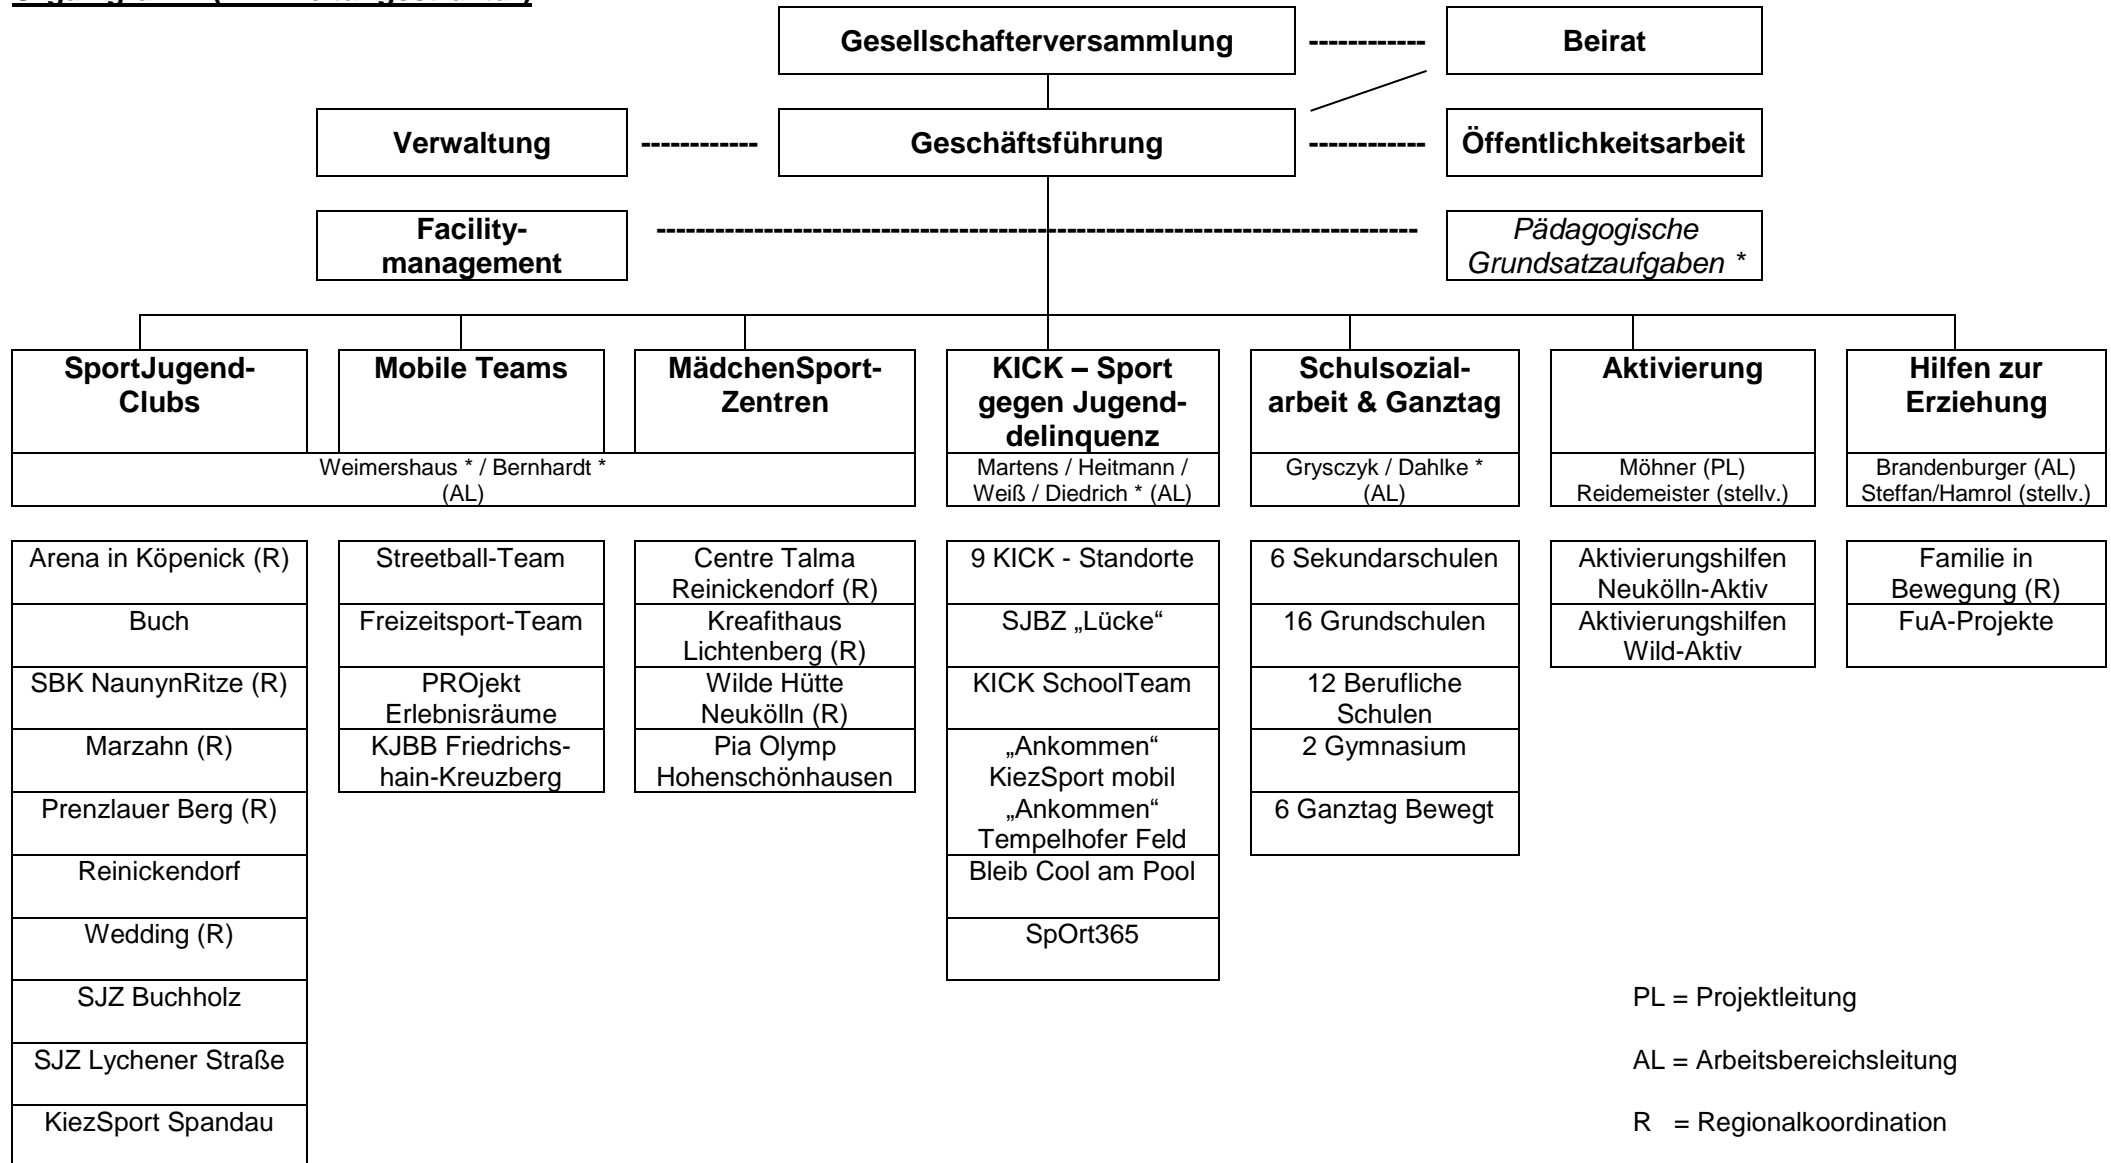 Gesellschafterversammlung ------------ Beirat
Verwaltung ------------ Geschäftsführung ------------ Öffentlichkeitsarbeit
Facility-
management
Pädagogische
Grundsatzaufgaben *
SportJugend-
Clubs
Mobile Teams
MädchenSport-
Zentren
Weimershaus * / Bernhardt *
(AL)
KICK – Sport
gegen Jugend-
delinquenz
Martens / Heitmann /
Weiß / Diedrich * (AL)
Schulsozial-
arbeit & Ganztag
Grysczyk / Dahlke *
(AL)
Aktivierung
Möhner (PL)
Reidemeister (stellv.)
Hilfen zur
Erziehung
Brandenburger (AL)
Steffan/Hamrol (stellv.)
Arena in Köpenick (R)
Buch
SBK NaunynRitze (R)
Marzahn (R)
Prenzlauer Berg (R)
Reinickendorf
Wedding (R)
SJZ Buchholz
SJZ Lychener Straße
KiezSport Spandau
Streetball-Team
Freizeitsport-Team
PROjekt
Erlebnisräume
KJBB Friedrichs-
hain-Kreuzberg
Centre Talma
Reinickendorf (R)
Kreafithaus
Lichtenberg (R)
Wilde Hütte
Neukölln (R)
Pia Olymp
Hohenschönhausen
9 KICK - Standorte
SJBZ „Lücke“
KICK SchoolTeam
„Ankommen“
KiezSport mobil
„Ankommen“
Tempelhofer Feld
Bleib Cool am Pool
SpOrt365
6 Sekundarschulen
16 Grundschulen
12 Berufliche
Schulen
2 Gymnasium
6 Ganztag Bewegt
Aktivierungshilfen
Neukölln-Aktiv
Aktivierungshilfen
Wild-Aktiv
Familie in
Bewegung (R)
FuA-Projekte
PL = Projektleitung
AL = Arbeitsbereichsleitung
R = Regionalkoordination